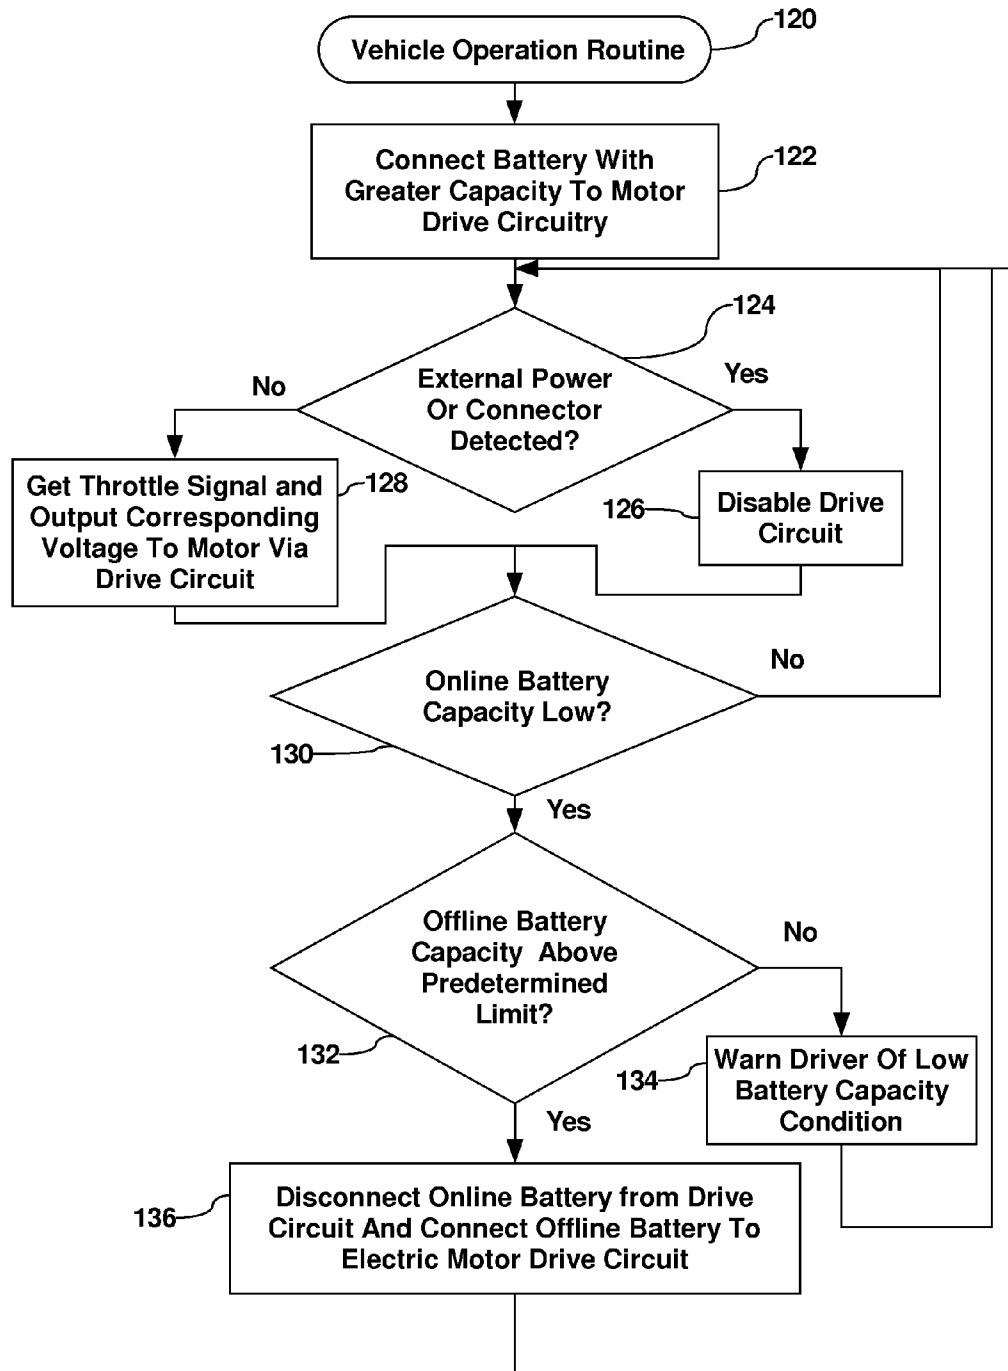 Vehicle Operation Routine
120
Connect Battery With
Greater Capacity To Motor
Drive Circuitry
122
124
External Power
Or Connector
Detected?
No
Yes
Get Throttle Signal and
Output Corresponding
Voltage To Motor Via
Drive Circuit
128
126
Disable Drive
Circuit
Online Battery
Capacity Low?
No
130
Yes
Offline Battery
Capacity Above
Predetermined
Limit?
No
132
134
Warn Driver Of Low
Battery Capacity
Condition
Yes
136
Disconnect Online Battery from Drive
Circuit And Connect Offline Battery To
Electric Motor Drive Circuit